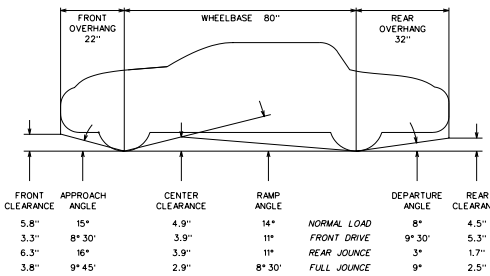 FRONT OVERHANG 22"
WHEELBASE 80"
REAR OVERHANG 32"
FRONT CLEARANCE APPROACH ANGLE CENTER CLEARANCE RAMP ANGLE DEPARTURE ANGLE REAR CLEARAN
5.8" 15° 4.9" 14° NORMAL LOAD 8° 4.5"
3.3" 8° 30' 3.9" 11° FRONT DRIVE 9° 30' 5.3"
6.3" 16° 3.9" 11° REAR JOUNCE 3° 1.7"
3.8" 9° 45' 2.9" 8° 30' FULL JOUNCE 9° 2.5"